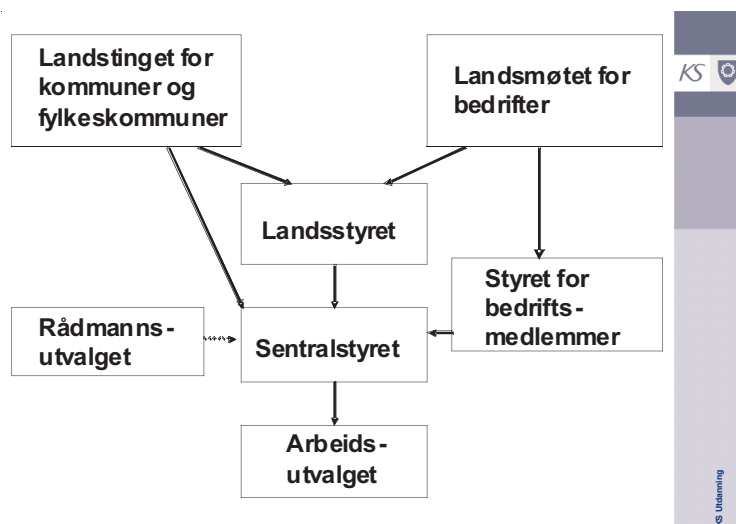 Landstinget for
kommuner og
fylkeskommuner
Landsmøtet for
bedrifter
KS
Landsstyret
Styret for
bedrifts-
medlemmer
Rådmanns-
utvalget
Sentralstyret
Arbeids-
utvalget
KS Utdanning